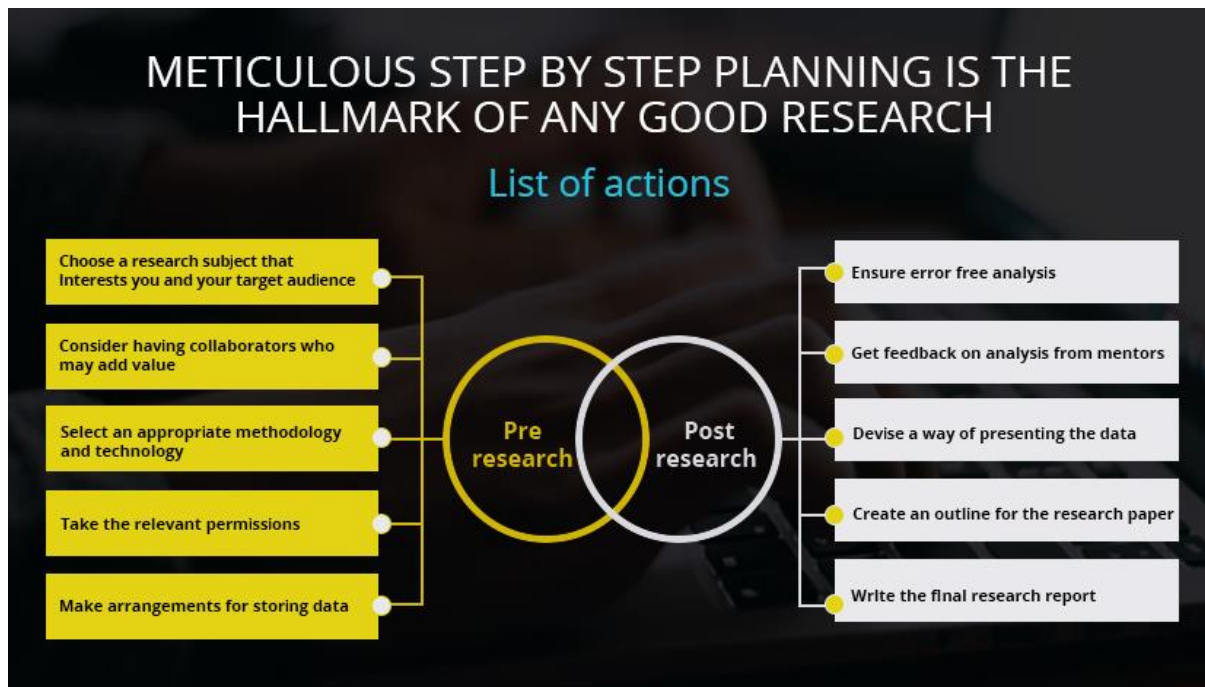 METICULOUS STEP BY STEP PLANNING IS THE
HALLMARK OF ANY GOOD RESEARCH
List of actions
Choose a research subject that
Interests you and your target audience
Consider having collaborators who
may add value
Select an appropriate methodology
and technology
Take the relevant permissions
Make arrangements for storing data
Pre
research
Post
research
Ensure error free analysis
Get feedback on analysis from mentors
Devise a way of presenting the data
Create an outline for the research paper
Write the final research report